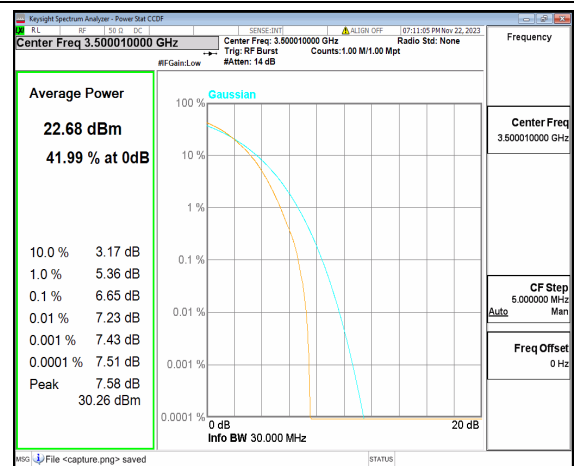 Keysight Spectrum Analyzer - Power Stat CCDF
RL RF 50 Ω DC SENSE:INT ALIGN OFF 07:11:05 PM Nov 22, 2023
Center Freq 3.500010000 GHz
Center Freq: 3.500010000 GHz Radio Std: None
Trig: RF Burst Counts:1.00 M/1.00 Mpt
#IFGain:Low #Atten: 14 dB
Frequency
Average Power
22.68 dBm
41.99 % at 0dB
10.0 % 3.17 dB
1.0 % 5.36 dB
0.1 % 6.65 dB
0.01 % 7.23 dB
0.001 % 7.43 dB
0.0001 % 7.51 dB
Peak 7.58 dB
30.26 dBm
Gaussian
100 %
10 %
1 %
0.1 %
0.01 %
0.001 %
0.0001 %
0 dB 20 dB
Info BW 30.000 MHz
Center Freq
3.500010000 GHz
CF Step
5.000000 MHz
Auto Man
Freq Offset
0 Hz
MSG File <capture.png> saved STATUS